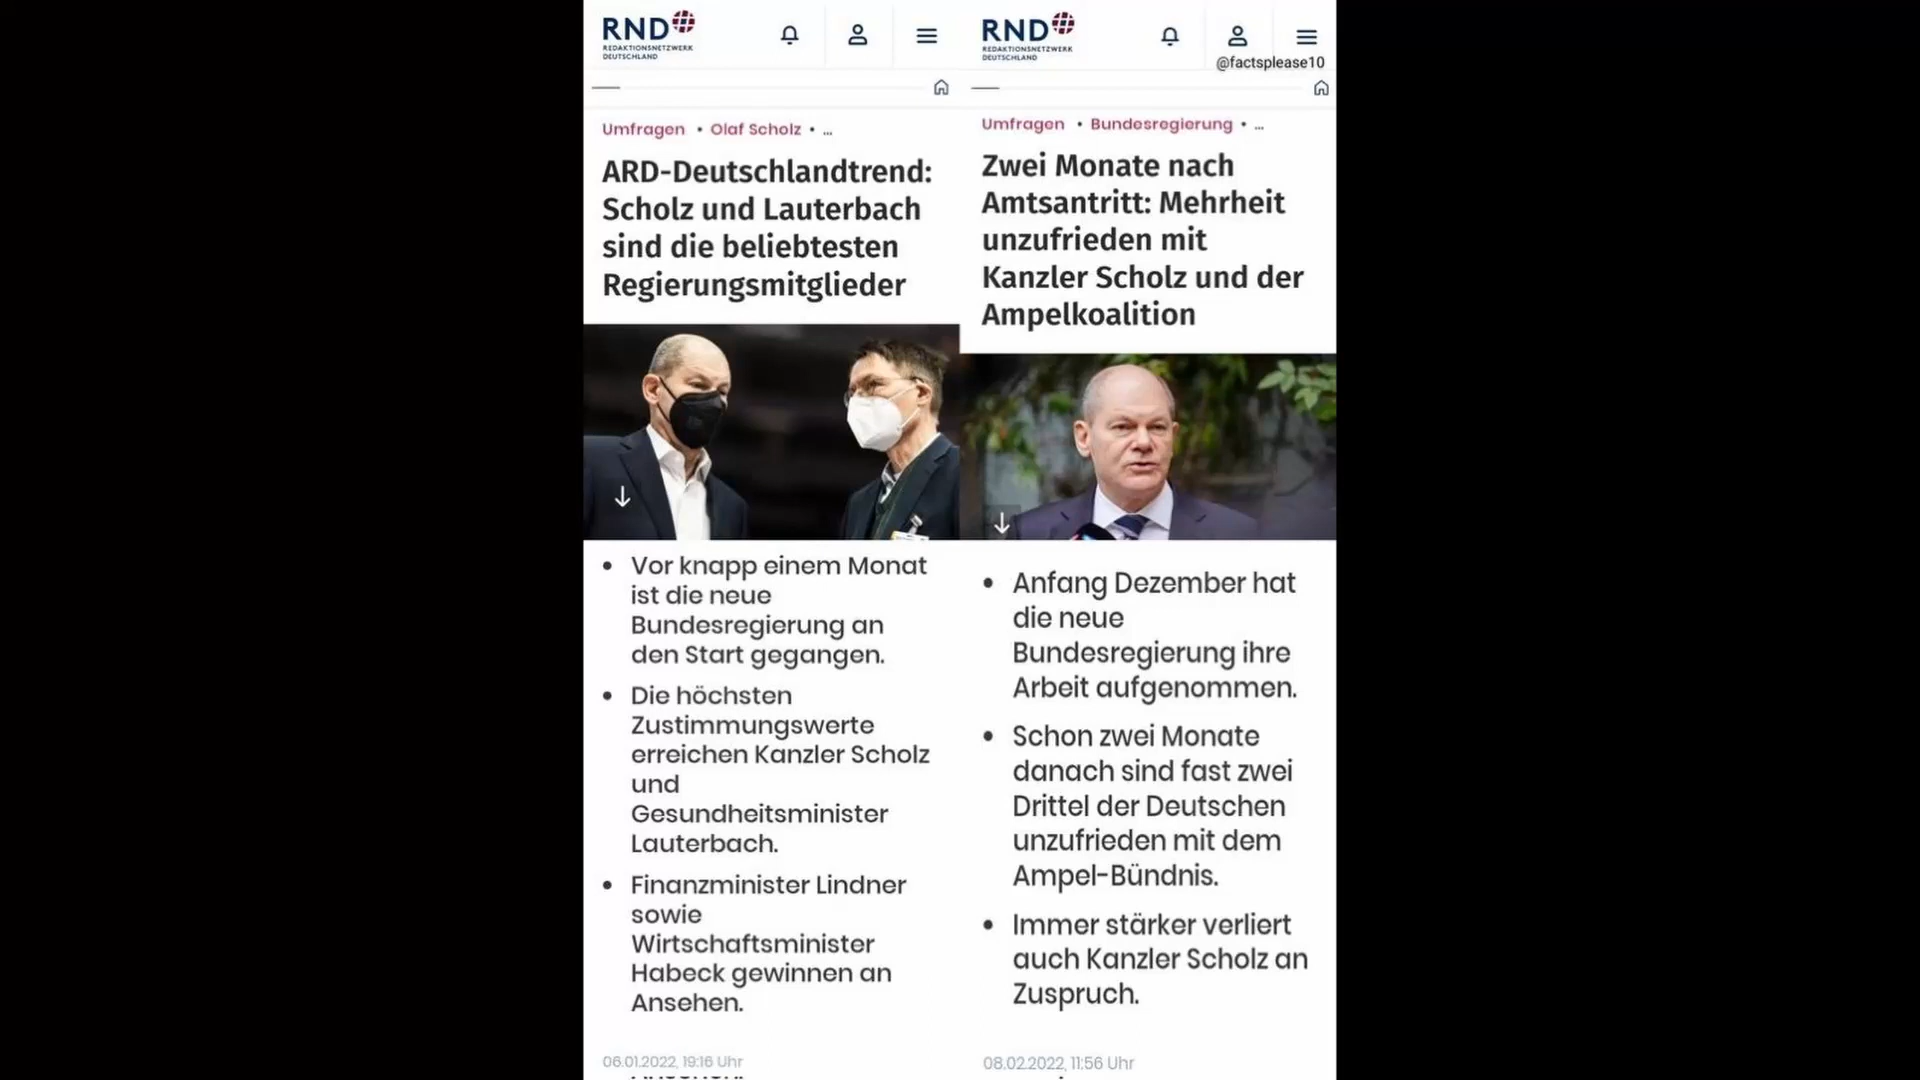 RND
REDAKTIONSNETZWERK
DEUTSCHLAND
Umfragen • Olaf Scholz • ...
ARD-Deutschlandtrend:
Scholz und Lauterbach
sind die beliebtesten
Regierungsmitglieder
• Vor knapp einem Monat
ist die neue
Bundesregierung an
den Start gegangen.
• Die höchsten
Zustimmungswerte
erreichen Kanzler Scholz
und
Gesundheitsminister
Lauterbach.
• Finanzminister Lindner
sowie
Wirtschaftsminister
Habeck gewinnen an
Ansehen.
06.01.2022, 19:16 Uhr
RND
REDAKTIONSNETZWERK
DEUTSCHLAND
@factsplease10
Umfragen • Bundesregierung • ...
Zwei Monate nach
Amtsantritt: Mehrheit
unzufrieden mit
Kanzler Scholz und der
Ampelkoalition
• Anfang Dezember hat
die neue
Bundesregierung ihre
Arbeit aufgenommen.
• Schon zwei Monate
danach sind fast zwei
Drittel der Deutschen
unzufrieden mit dem
Ampel-Bündnis.
• Immer stärker verliert
auch Kanzler Scholz an
Zuspruch.
08.02.2022, 11:56 Uhr